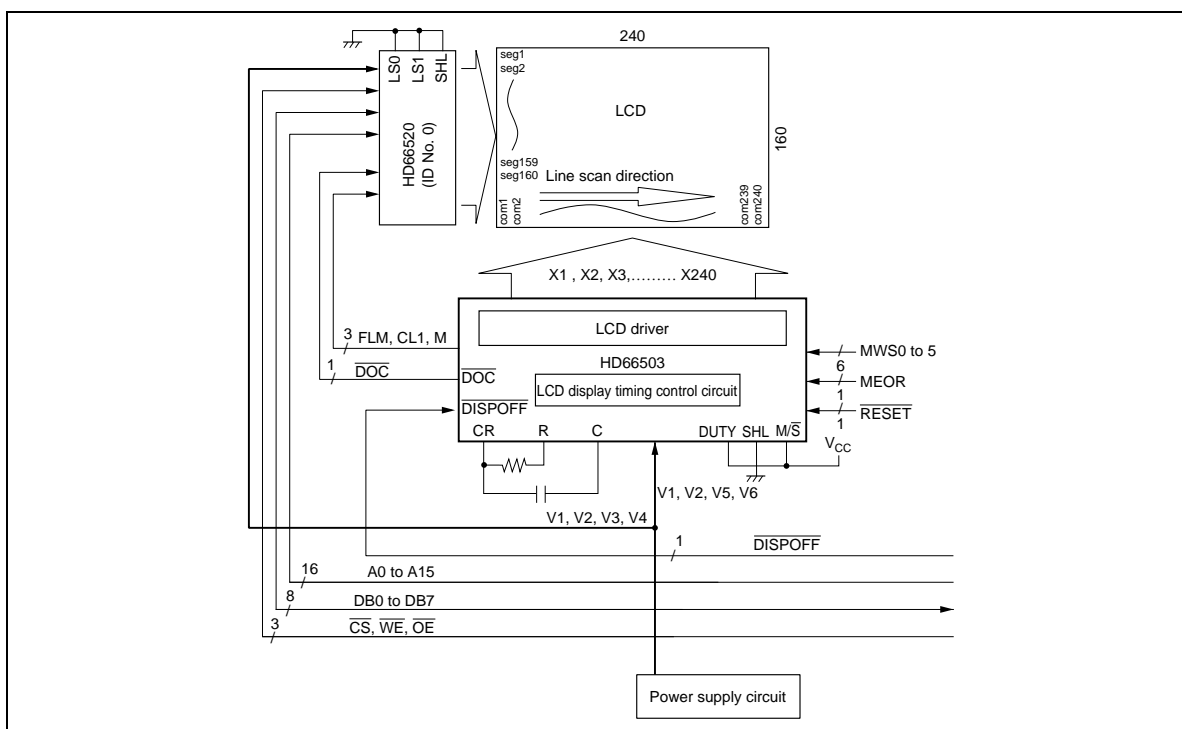 240
LS0
LS1
SHL
HD66520
(ID No. 0)
seg1
seg2
LCD
160
seg159
seg160
Line scan direction
com1
com2
com239
com240
X1 , X2, X3,......... X240
LCD driver
3 FLM, CL1, M
HD66503
MWS0 to 5
6
MEOR
1 DOC
DOC
LCD display timing control circuit
1
RESET
1
DISPOFF
CR R C
DUTY SHL M/S
VCC
V1, V2, V5, V6
V1, V2, V3, V4
1 DISPOFF
16 A0 to A15
8 DB0 to DB7
3 CS, WE, OE
Power supply circuit